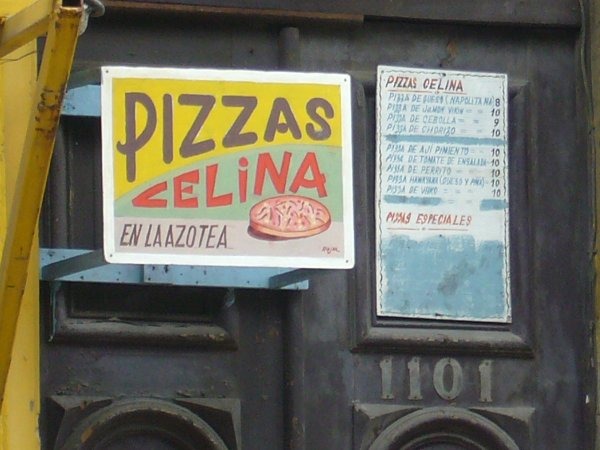 PIZZAS
CELINA
EN LA AZOTEA
PIZZAS CELINA
PIZZA DE QUESO (NAPOLITANA) 8
PIZZA DE JAMON VIKIN 10
PIZZA DE CEBOLLA 9
PIZZA DE CHORIZO 10
PIZZA DE AJI PIMIENTO 10
PIZZA DE TOMATE DE ENSALADA 10
PIZZA DE PERRITO 10
PIZZA HAWAYANA (QUESO Y PIÑA) 10
PIZZA DE 10
PIZZAS ESPECIALES
1101